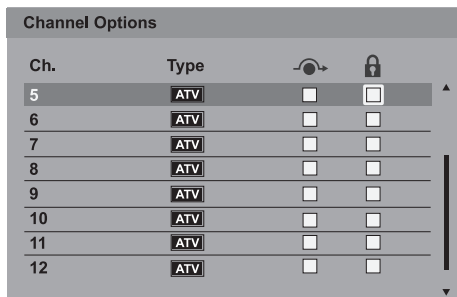 Channel Options
Ch. Type
5 ATV
6 ATV
7 ATV
8 ATV
9 ATV
10 ATV
11 ATV
12 ATV